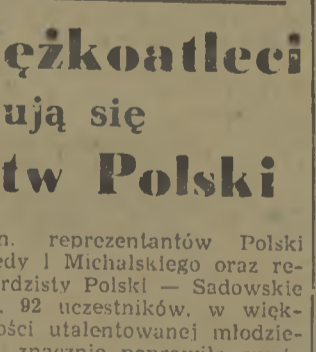 ężkoatleci
ują się
tw Polski
n. reprezentantów Polski
edy i Michalskiego oraz re-
rdzisty Polski — Sadowskie
. 92 uczestników, w więk-
ości utalentowanej młodzie-
znacznie